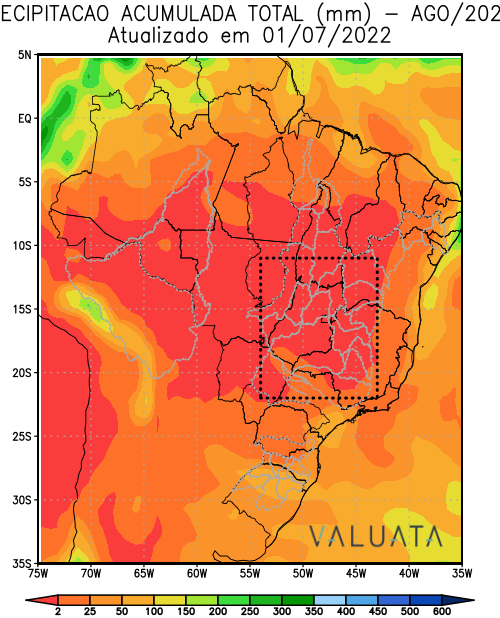 ECIPITACAO ACUMULADA TOTAL (mm) – AGO/202
Atualizado em 01/07/2022
5N
EQ
5S
10S
15S
20S
25S
30S
35S
VALUATA
75W 70W 65W 60W 55W 50W 45W 40W 35W
2 25 50 100 150 200 250 300 350 400 450 500 600